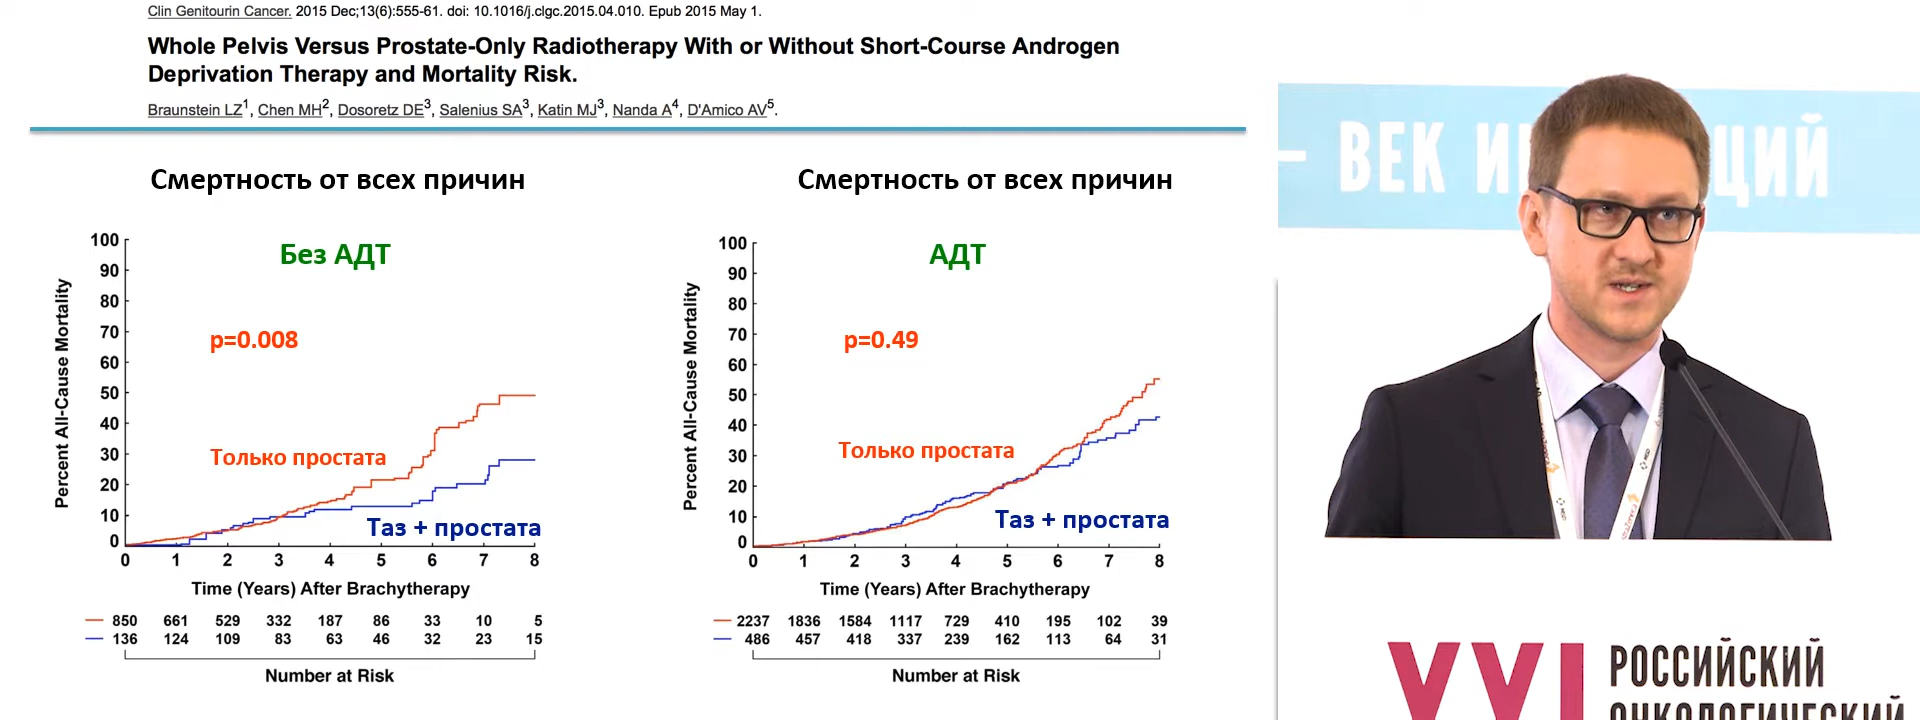 Clin Genitourin Cancer. 2015 Dec;13(6):555-61. doi: 10.1016/j.clgc.2015.04.010. Epub 2015 May 1.
Whole Pelvis Versus Prostate-Only Radiotherapy With or Without Short-Course Androgen
Deprivation Therapy and Mortality Risk.
Braunstein LZ1, Chen MH2, Dosoretz DE3, Salenius SA3, Katin MJ3, Nanda A4, D'Amico AV5.
Смертность от всех причин
Без АДТ
p=0.008
Только простата
Таз + простата
Percent All-Cause Mortality
100
90
80
70
60
50
40
30
20
10
0
0 1 2 3 4 5 6 7 8
Time (Years) After Brachytherapy
850 661 529 332 187 86 33 10 5
136 124 109 83 63 46 32 23 15
Number at Risk
Смертность от всех причин
АДТ
p=0.49
Только простата
Таз + простата
Percent All-Cause Mortality
100
90
80
70
60
50
40
30
20
10
0
0 1 2 3 4 5 6 7 8
Time (Years) After Brachytherapy
2237 1836 1584 1117 729 410 195 102 39
486 457 418 337 239 162 113 64 31
Number at Risk
– ВЕК И ЦИЙ
XXI РОССИЙСКИЙ
ОНКОЛОГИЧЕСКИЙ